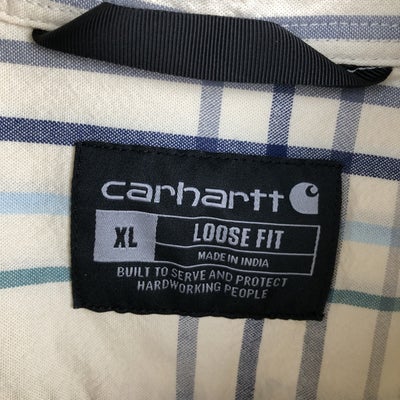 carhartt
XL LOOSE FIT
MADE IN INDIA
BUILT TO SERVE AND PROTECT
HARDWORKING PEOPLE